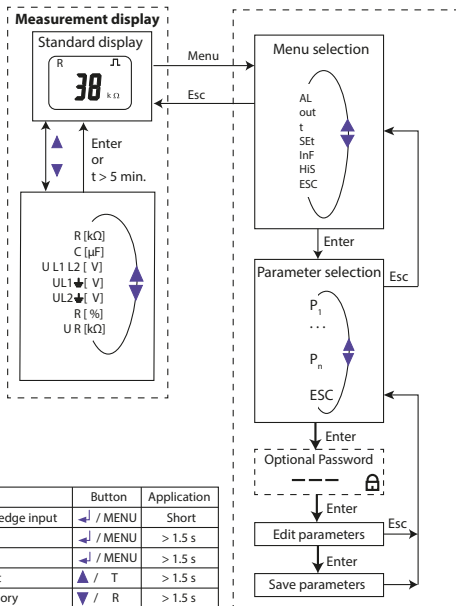 Measurement display
Standard display
R
38 kΩ
Menu
Esc
Enter
or
t > 5 min.
R [kΩ]
C [µF]
U L1 L2 [ V]
UL1⏚[ V]
UL2⏚[ V]
R [ %]
U R [kΩ]
Menu selection
AL
out
t
SEt
InF
HiS
ESC
Enter
Parameter selection
Esc
P1
...
Pn
ESC
Enter
Optional Password
---
Enter
Edit parameters
Esc
Enter
Save parameters
Button Application
edge input ↵ / MENU Short
↵ / MENU > 1.5 s
↵ / MENU > 1.5 s
▲ / T > 1.5 s
ory ▼ / R > 1.5 s